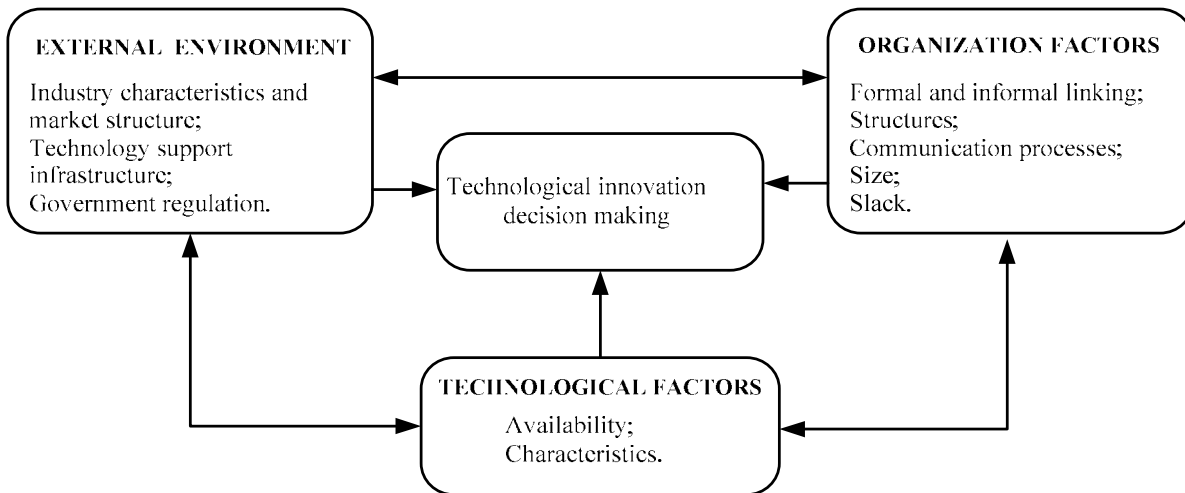 EXTERNAL ENVIRONMENT
Industry characteristics and
market structure;
Technology support
infrastructure;
Government regulation.
ORGANIZATION FACTORS
Formal and informal linking;
Structures;
Communication processes;
Size;
Slack.
Technological innovation
decision making
TECHNOLOGICAL FACTORS
Availability;
Characteristics.